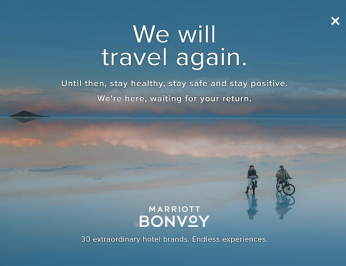 We will
travel again.
Until then, stay healthy, stay safe and stay positive.
We're here, waiting for your return.
MARRIOTT
BONVOY
30 extraordinary hotel brands. Endless experiences.